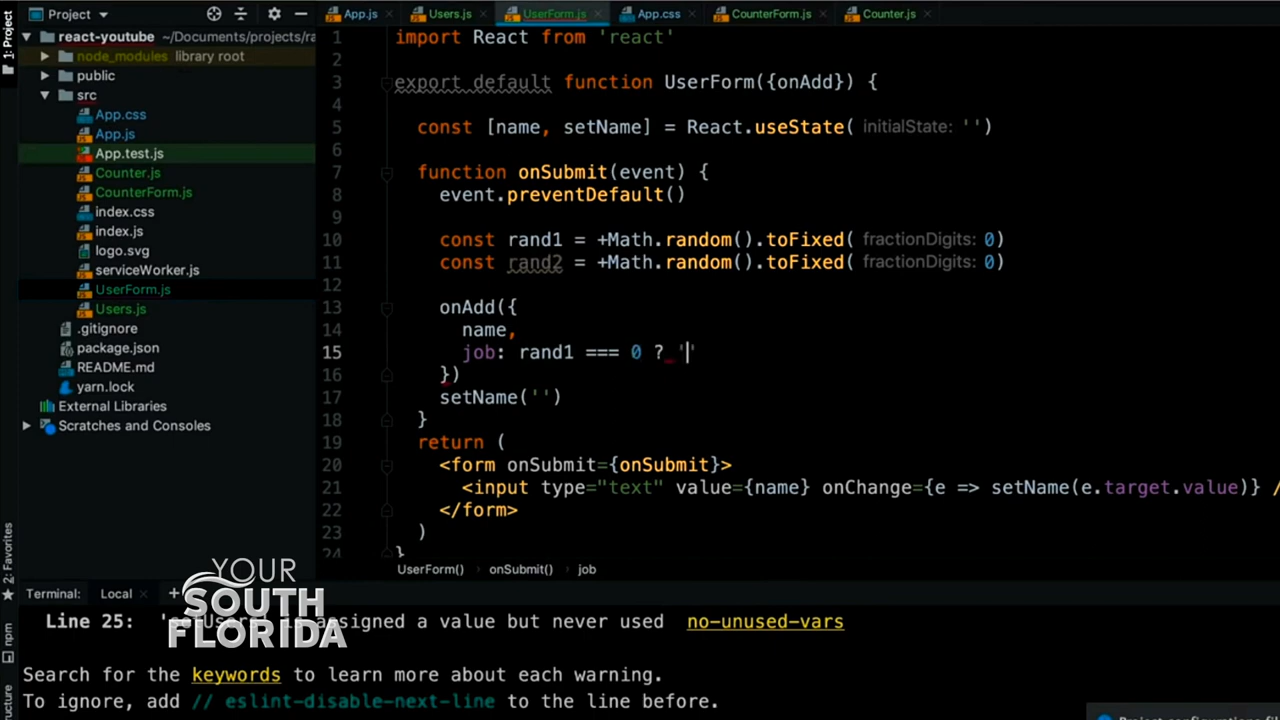 1: Project
Project
App.js
Users.js
UserForm.js
App.css
CounterForm.js
Counter.js
react-youtube ~/Documents/projects/ra
node_modules library root
public
src
App.css
App.js
App.test.js
Counter.js
CounterForm.js
index.css
index.js
logo.svg
serviceWorker.js
UserForm.js
Users.js
.gitignore
package.json
README.md
yarn.lock
External Libraries
Scratches and Consoles
1 import React from 'react'
2
3 export default function UserForm({onAdd}) {
4
5 const [name, setName] = React.useState( initialState: '')
6
7 function onSubmit(event) {
8 event.preventDefault()
9
10 const rand1 = +Math.random().toFixed( fractionDigits: 0)
11 const rand2 = +Math.random().toFixed( fractionDigits: 0)
12
13 onAdd({
14 name,
15 job: rand1 === 0 ? ''
16 })
17 setName('')
18 }
19 return (
20 <form onSubmit={onSubmit}>
21 <input type="text" value={name} onChange={e => setName(e.target.value)} /
22 </form>
23 )
24 }
UserForm() onSubmit() job
2: Favorites
npm
Terminal: Local +
YOUR
SOUTH
FLORIDA
Line 25: is assigned a value but never used no-unused-vars
Search for the keywords to learn more about each warning.
To ignore, add // eslint-disable-next-line to the line before.